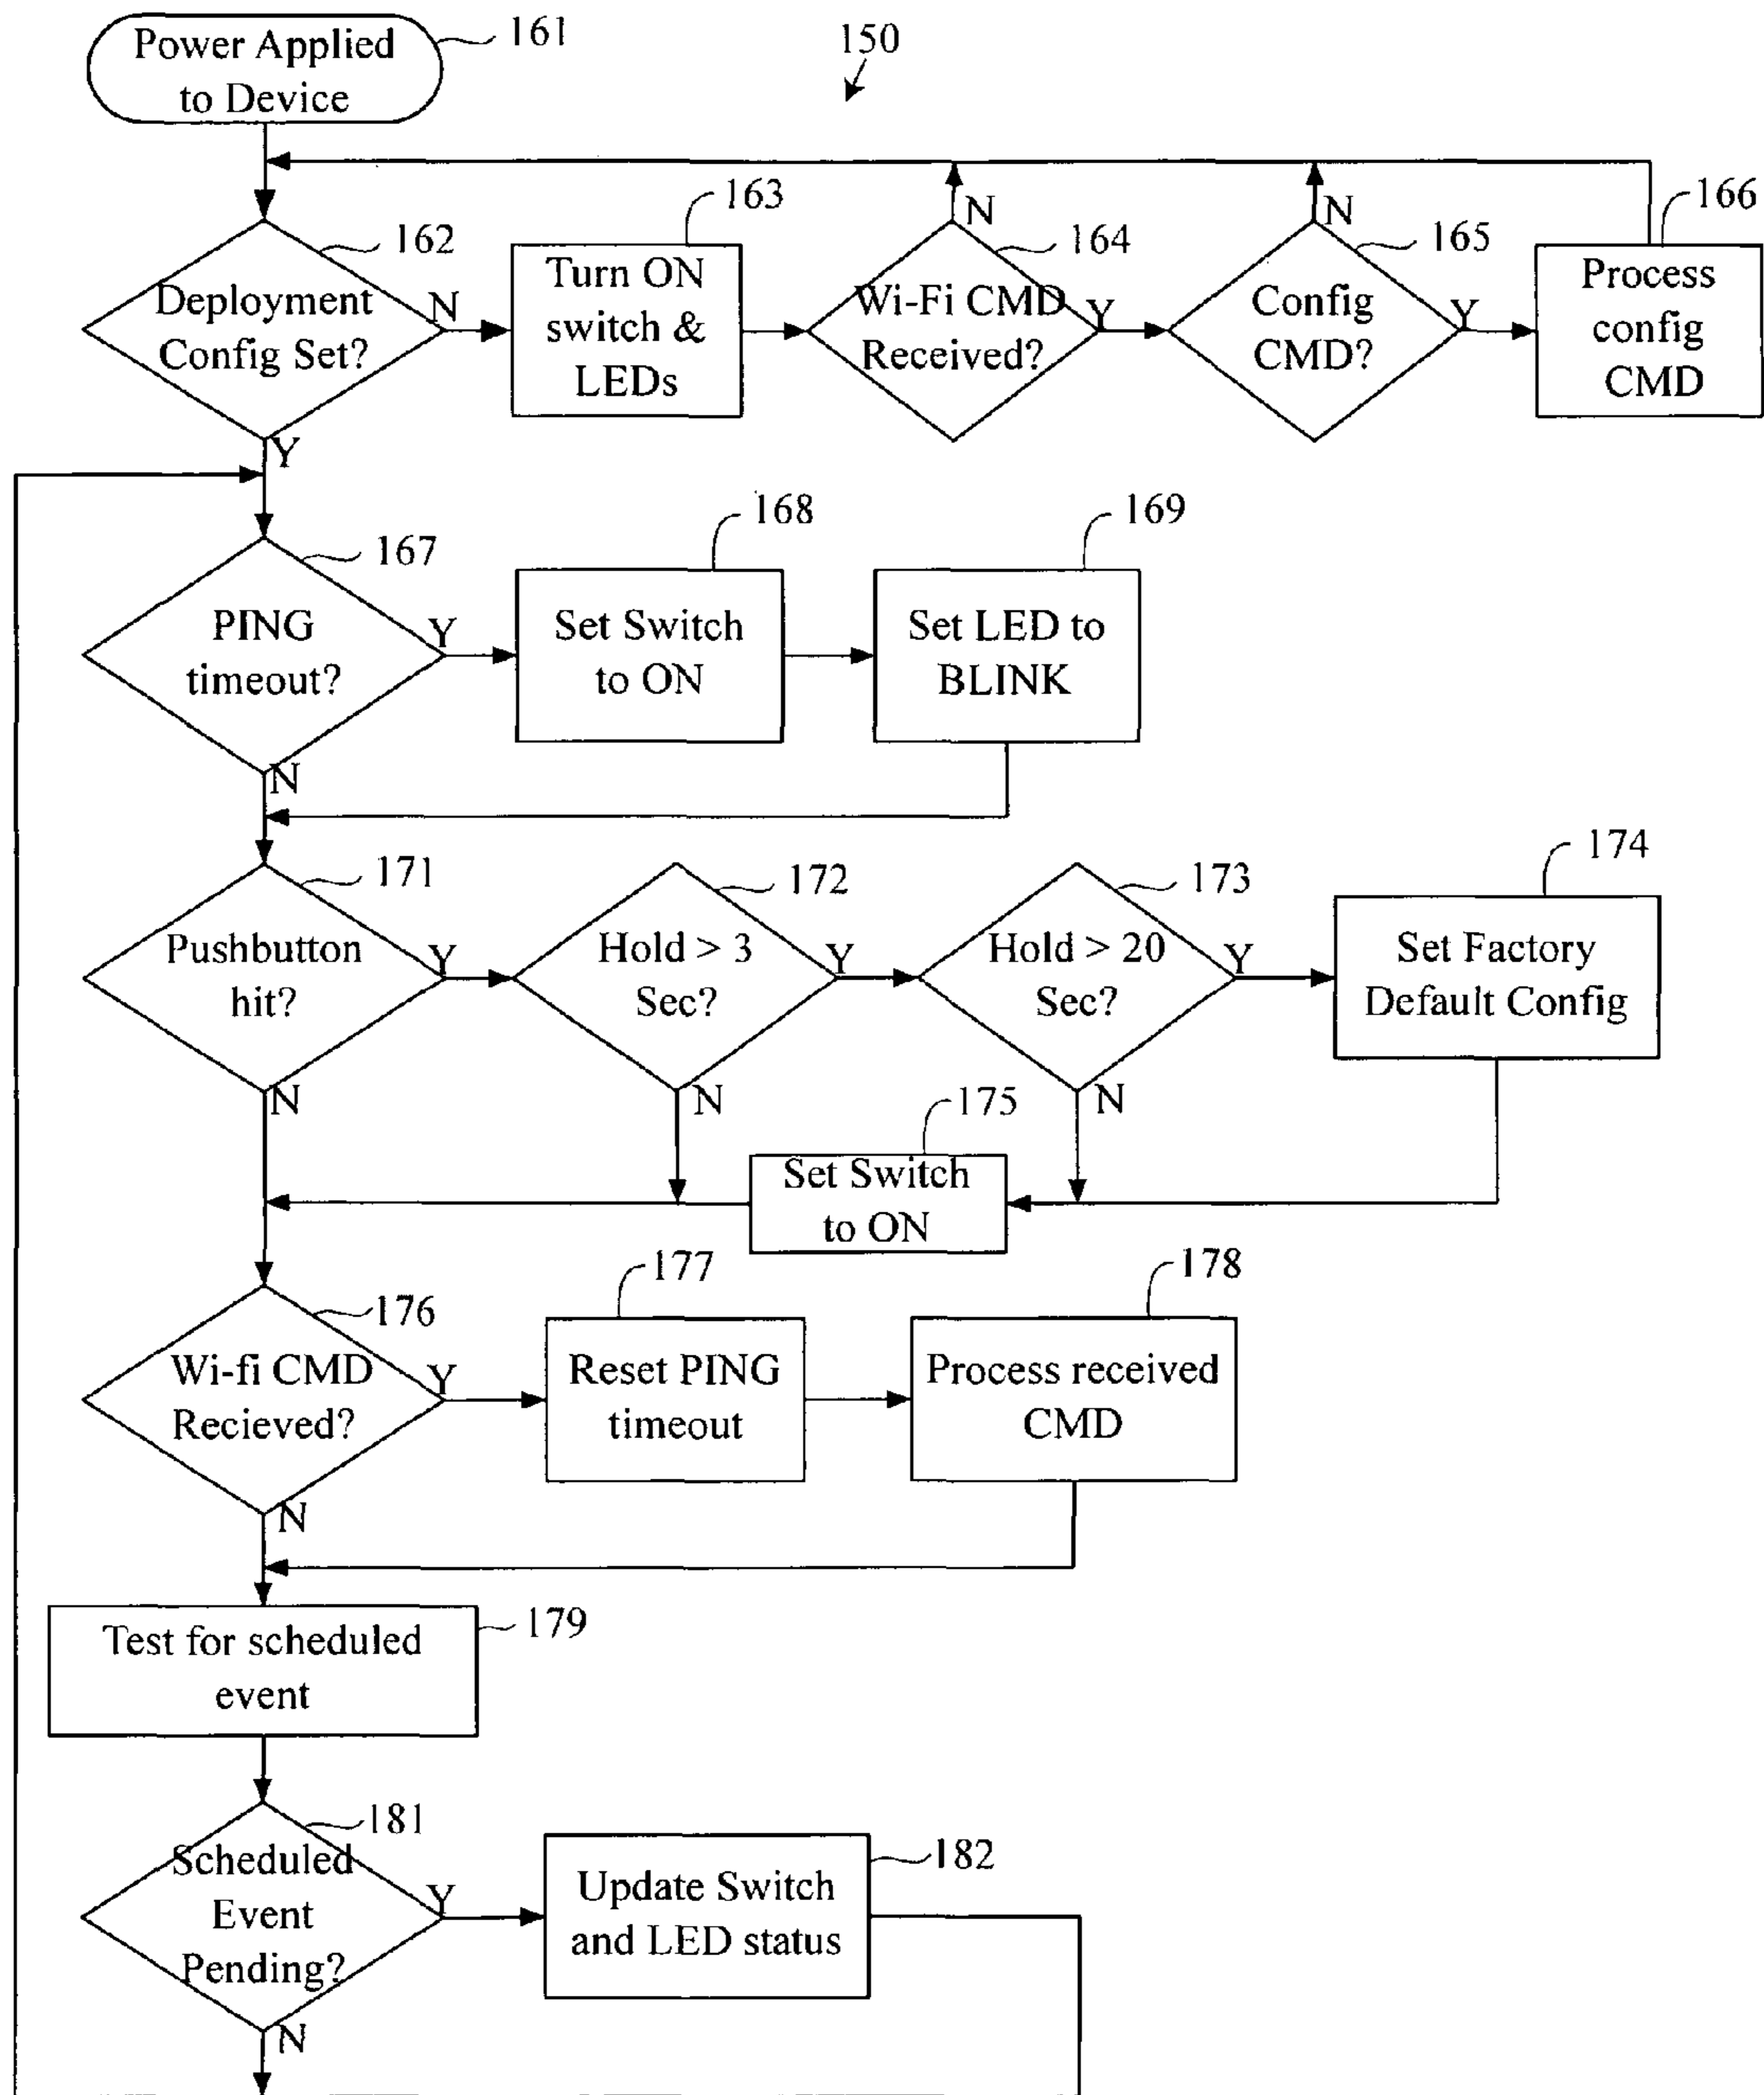 Power Applied
to Device
161
150
162
Deployment
Config Set?
N
Y
163
Turn ON
switch &
LEDs
164
Wi-Fi CMD
Received?
N
Y
165
Config
CMD?
N
Y
166
Process
config
CMD
167
PING
timeout?
Y
N
168
Set Switch
to ON
169
Set LED to
BLINK
171
Pushbutton
hit?
Y
N
172
Hold > 3
Sec?
Y
N
173
Hold > 20
Sec?
Y
N
174
Set Factory
Default Config
175
Set Switch
to ON
176
Wi-fi CMD
Recieved?
Y
N
177
Reset PING
timeout
178
Process received
CMD
179
Test for scheduled
event
181
Scheduled
Event
Pending?
Y
N
182
Update Switch
and LED status